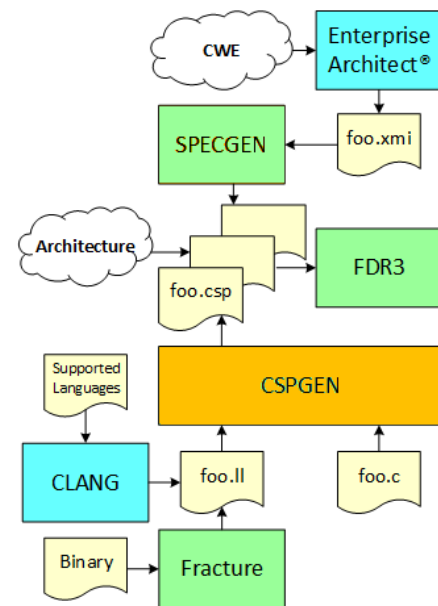 CWE
Enterprise
Architect®
SPECGEN
foo.xmi
Architecture
foo.csp
FDR3
Supported
Languages
CSPGEN
CLANG
foo.ll
foo.c
Binary
Fracture